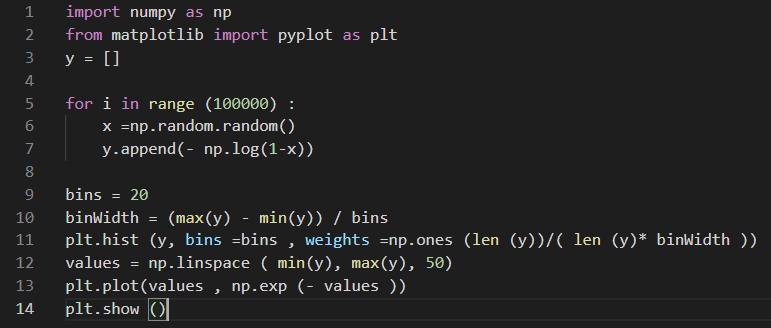 1 import numpy as np
2 from matplotlib import pyplot as plt
3 y = []
4
5 for i in range (100000) :
6     x =np.random.random()
7     y.append(- np.log(1-x))
8
9 bins = 20
10 binWidth = (max(y) - min(y)) / bins
11 plt.hist (y, bins =bins , weights =np.ones (len (y))/( len (y)* binWidth ))
12 values = np.linspace ( min(y), max(y), 50)
13 plt.plot(values , np.exp (- values ))
14 plt.show ()